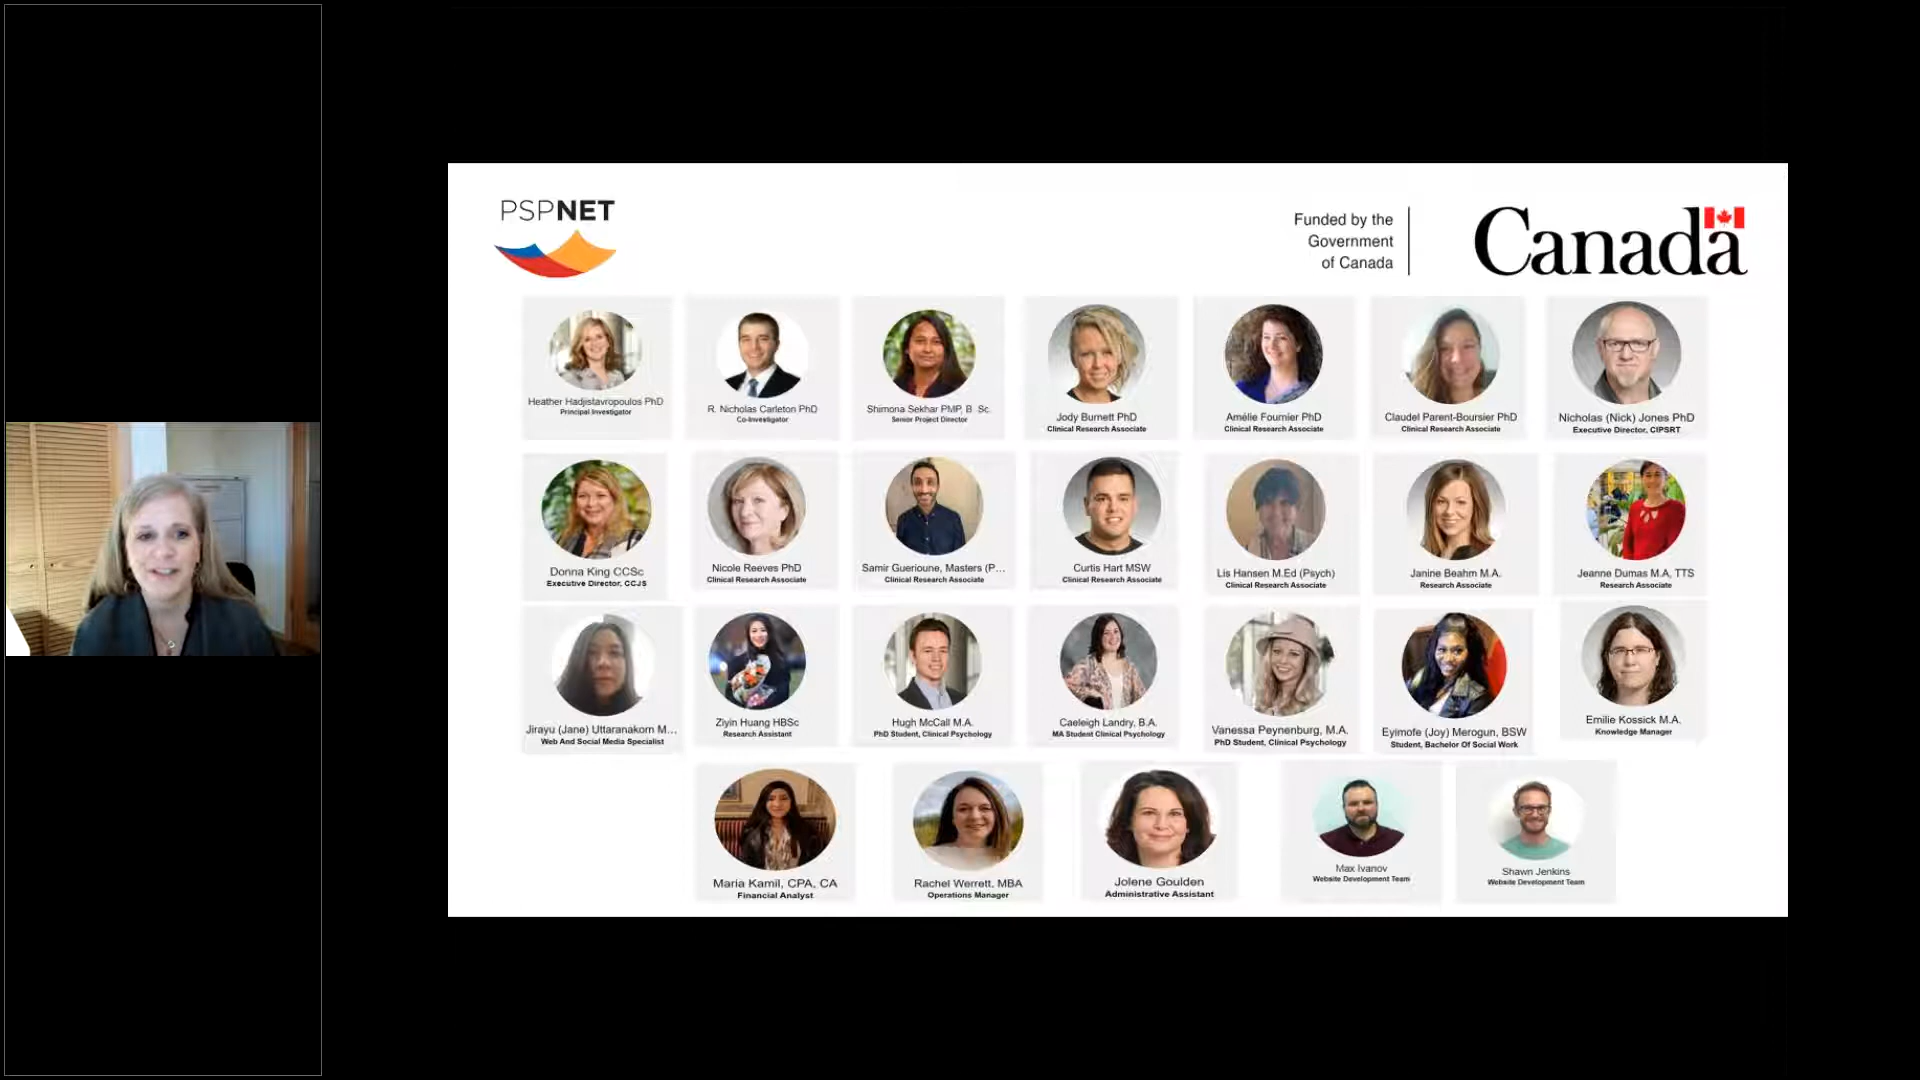 PSPNET
Funded by the
Government
of Canada
Canada
Heather Hadjistavropoulos PhD
Principal Investigator
R. Nicholas Carleton PhD
Co-Investigator
Shimona Sekhar PMP, B. Sc.
Senior Project Director
Jody Burnett PhD
Clinical Research Associate
Amélie Fournier PhD
Clinical Research Associate
Claudel Parent-Boursier PhD
Clinical Research Associate
Nicholas (Nick) Jones PhD
Executive Director, CIPSRT
Donna King CCSc
Executive Director, CCJS
Nicole Reeves PhD
Clinical Research Associate
Samir Guerioune, Masters (P...
Clinical Research Associate
Curtis Hart MSW
Clinical Research Associate
Lis Hansen M.Ed (Psych)
Clinical Research Associate
Janine Beahm M.A.
Research Associate
Jeanne Dumas M.A, TTS
Research Associate
Jirayu (Jane) Uttaranakorn M...
Web And Social Media Specialist
Ziyin Huang HBSc
Research Assistant
Hugh McCall M.A.
PhD Student, Clinical Psychology
Caeleigh Landry, B.A.
MA Student Clinical Psychology
Vanessa Peynenburg, M.A.
PhD Student, Clinical Psychology
Eyimofe (Joy) Merogun, BSW
Student, Bachelor Of Social Work
Emilie Kossick M.A.
Knowledge Manager
Maria Kamil, CPA, CA
Financial Analyst
Rachel Werrett, MBA
Operations Manager
Jolene Goulden
Administrative Assistant
Max Ivanov
Website Development Team
Shawn Jenkins
Website Development Team